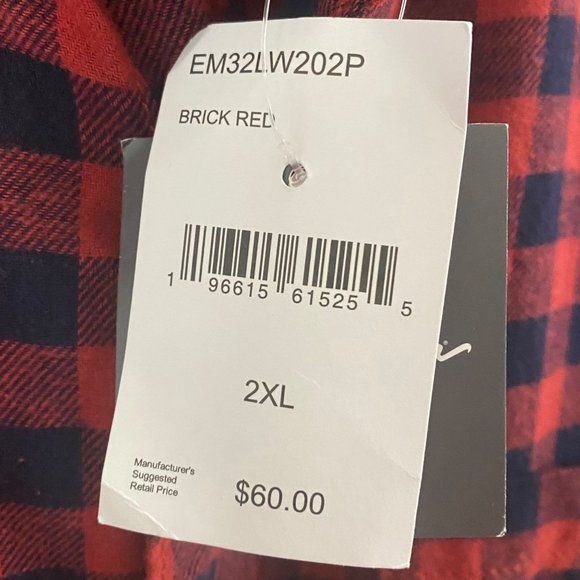 EM32LW202P
BRICK RED
1 96615 61525 5
2XL
Manufacturer's
Suggested
Retail Price
$60.00